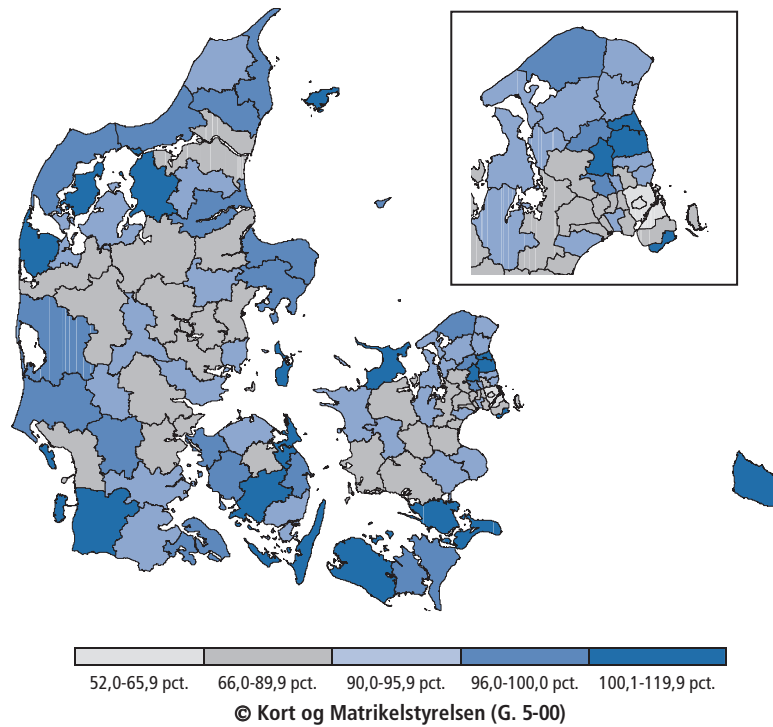 52,0-65,9 pct. 66,0-89,9 pct. 90,0-95,9 pct. 96,0-100,0 pct. 100,1-119,9 pct.
© Kort og Matrikelstyrelsen (G. 5-00)